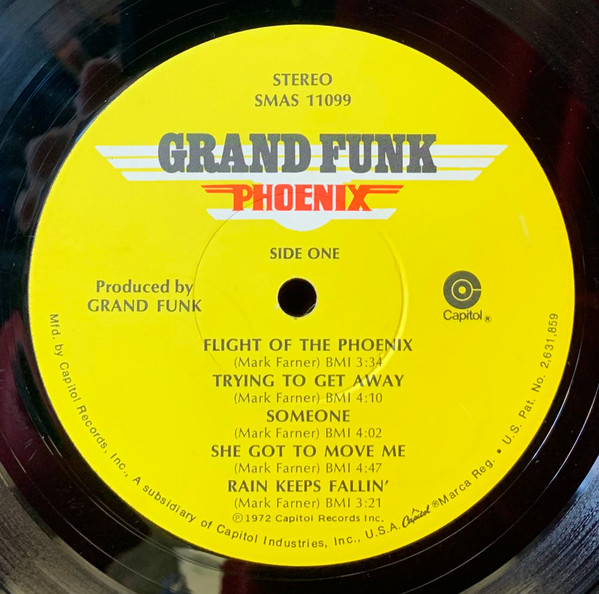 STEREO
SMAS 11099
GRAND FUNK
PHOENIX
SIDE ONE
Produced by
GRAND FUNK
Capitol®
FLIGHT OF THE PHOENIX
(Mark Farner) BMI 3:34
TRYING TO GET AWAY
(Mark Farner) BMI 4:10
SOMEONE
(Mark Farner) BMI 4:02
SHE GOT TO MOVE ME
(Mark Farner) BMI 4:47
RAIN KEEPS FALLIN'
(Mark Farner) BMI 3:21
℗1972 Capitol Records Inc.
Mfd. by Capitol Records, Inc., A subsidiary of Capitol Industries, Inc., U.S.A. Capitol ®Marca Reg. • U.S. Pat. No. 2,631,859